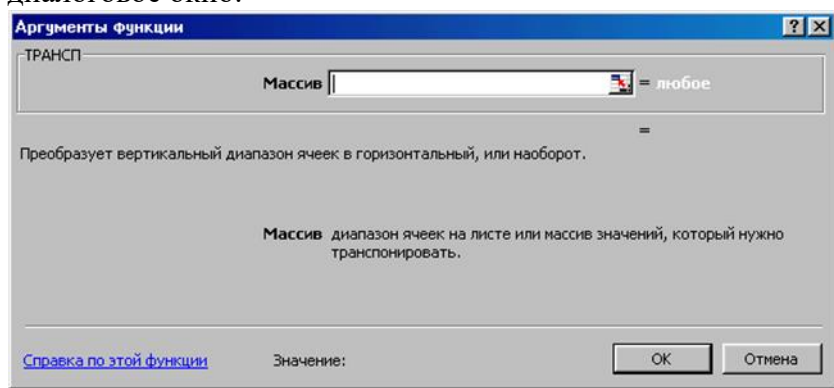 диалоговое окно:
Аргументы функции
ТРАНСП
Массив = любое
=
Преобразует вертикальный диапазон ячеек в горизонтальный, или наоборот.
Массив диапазон ячеек на листе или массив значений, который нужно
транспонировать.
Справка по этой функции Значение: ОК Отмена